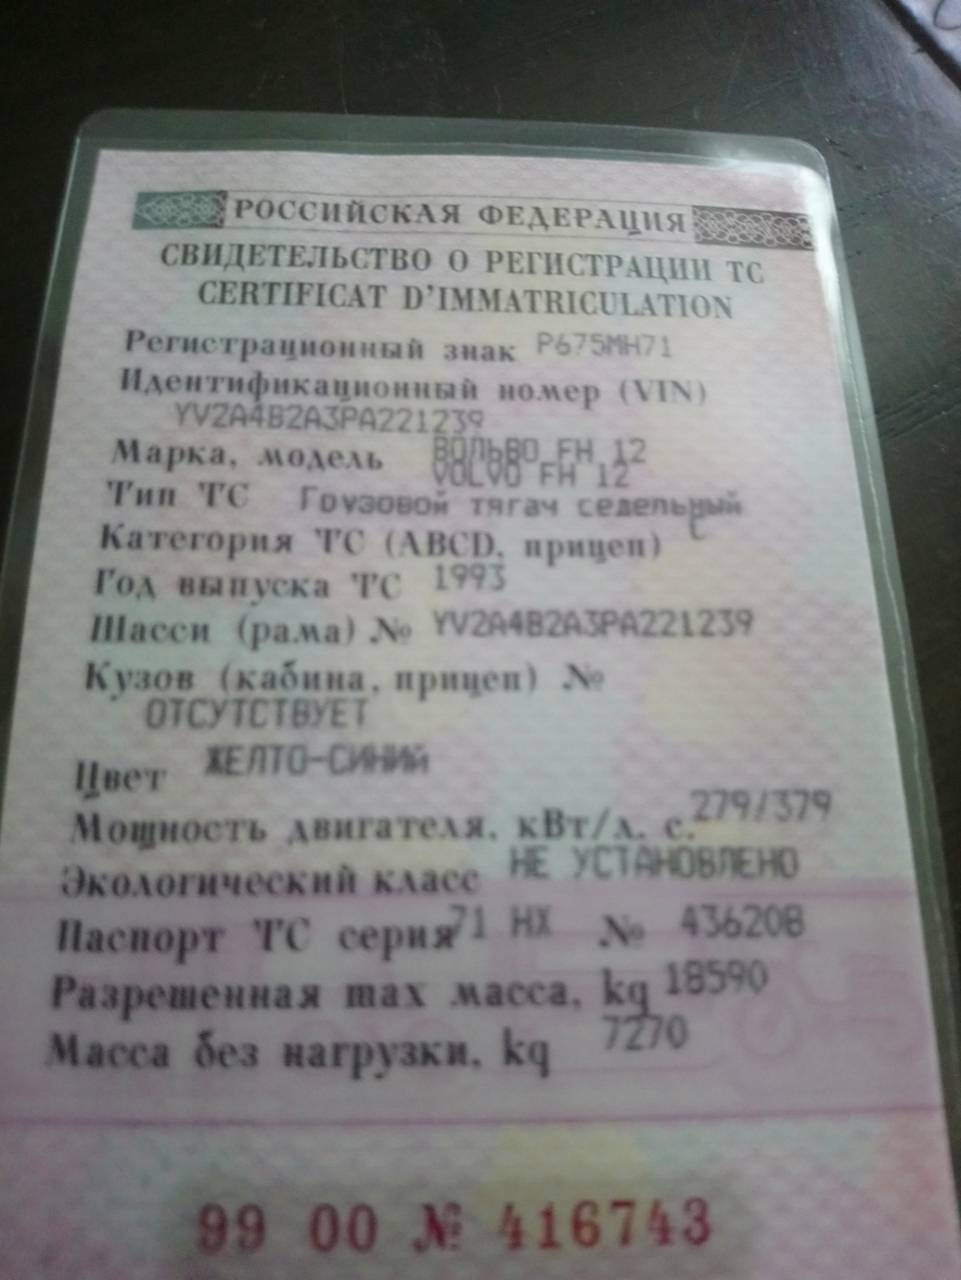 РОССИЙСКАЯ ФЕДЕРАЦИЯ
СВИДЕТЕЛЬСТВО О РЕГИСТРАЦИИ ТС
CERTIFICAT D'IMMATRICULATION
Регистрационный знак Р675МН71
Идентификационный номер (VIN)
YV2A4B2A3PA221239
Марка, модель ВОЛЬВО FH 12
VOLVO FH 12
Тип ТС Грузовой тягач седельный
Категория ТС (ABCD, прицеп) C
Год выпуска ТС 1993
Шасси (рама) № YV2A4B2A3PA221239
Кузов (кабина, прицеп) №
ОТСУТСТВУЕТ
Цвет ЖЕЛТО-СИНИЙ
Мощность двигателя, кВт/л. с. 279/379
Экологический класс НЕ УСТАНОВЛЕНО
Паспорт ТС серия 71 НХ № 436208
Разрешенная max масса, kg 18590
Масса без нагрузки, kg 7270
99 00 № 416743